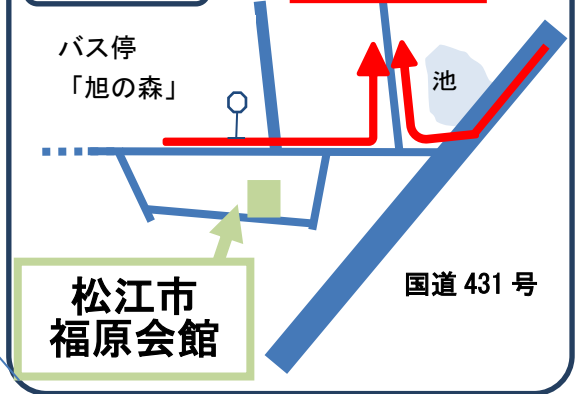 バス停
「旭の森」
池
国道 431 号
松江市
福原会館